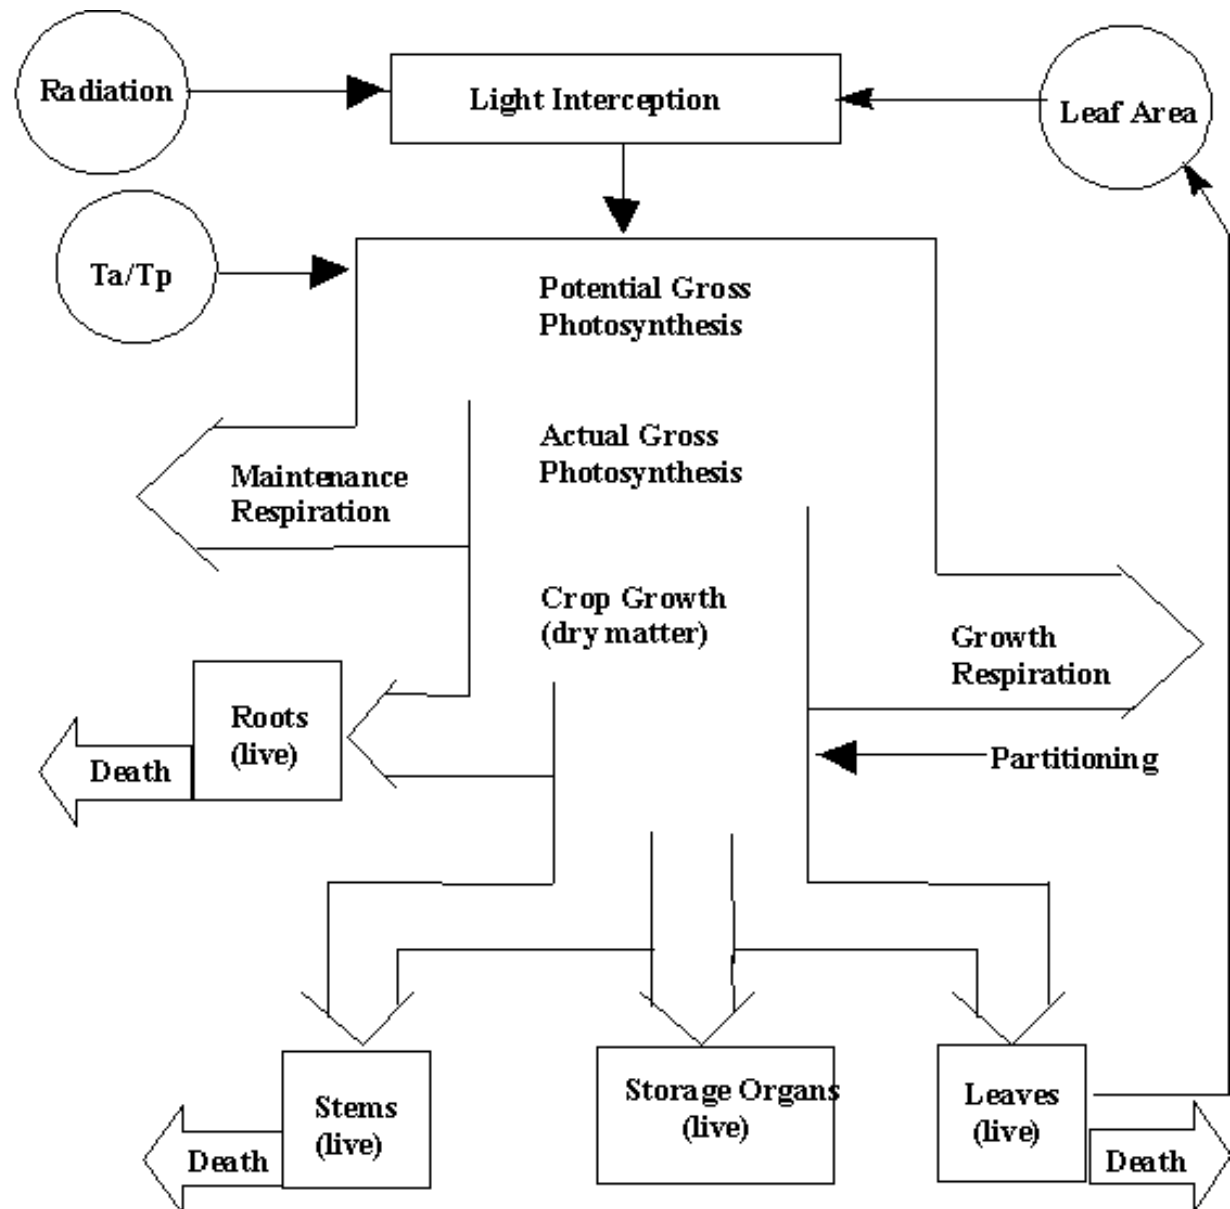 Radiation
Light Interception
Leaf Area
Ta/Tp
Potential Gross
Photosynthesis
Actual Gross
Photosynthesis
Maintenance
Respiration
Crop Growth
(dry matter)
Growth
Respiration
Roots
(live)
Death
Partitioning
Stems
(live)
Death
Storage Organs
(live)
Leaves
(live)
Death